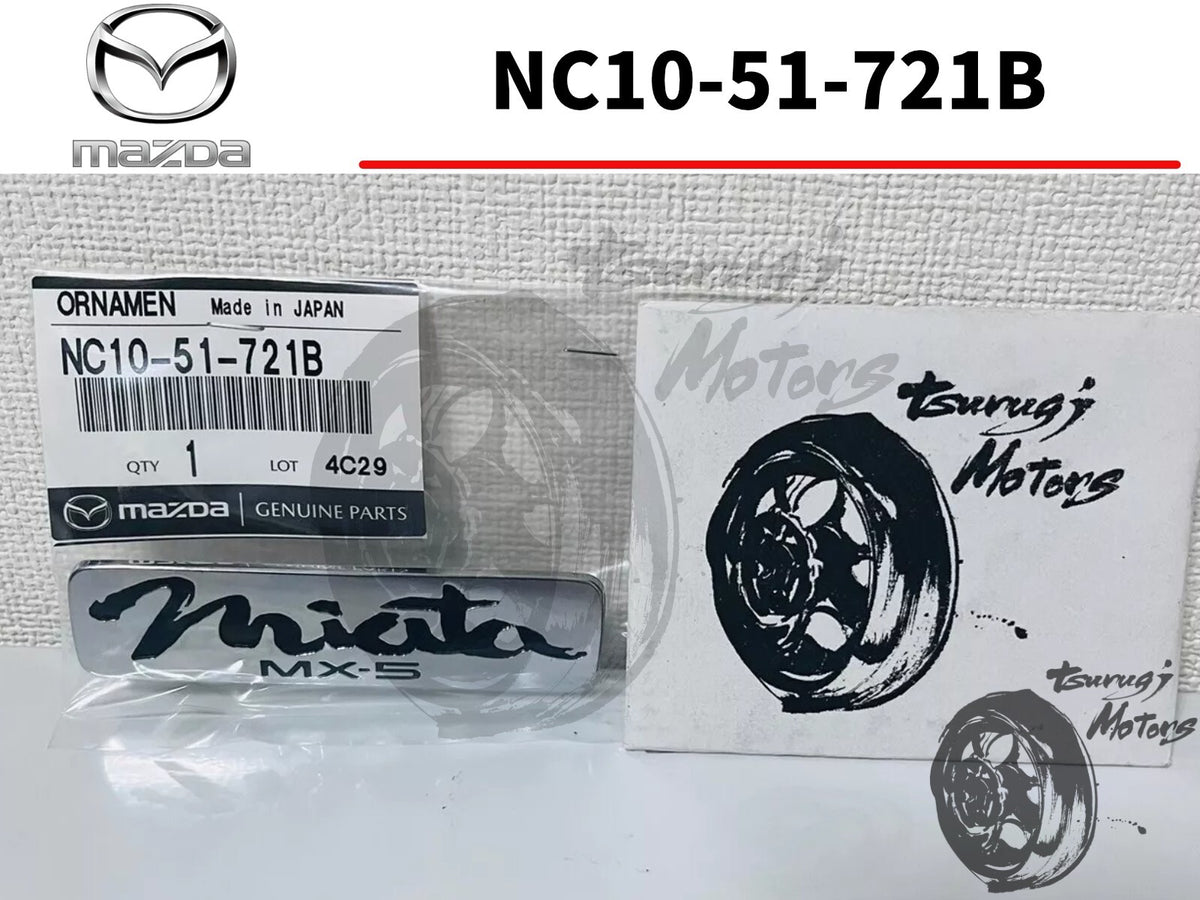 mazda
NC10-51-721B
ORNAMEN Made in JAPAN
NC10-51-721B
QTY 1 LOT 4C29
mazda GENUINE PARTS
Miata
MX-5
tsurugi
Motors
tsurugi
Motors
tsurugi
Motors